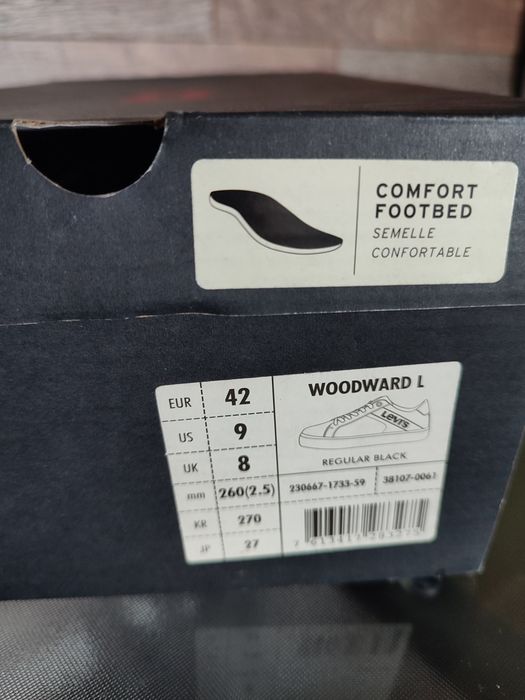 COMFORT
FOOTBED
SEMELLE
CONFORTABLE
EUR 42
US 9
UK 8
mm 260(2.5)
KR 270
JP 27
WOODWARD L
Levi's
REGULAR BLACK
230667-1733-59 38107-0061